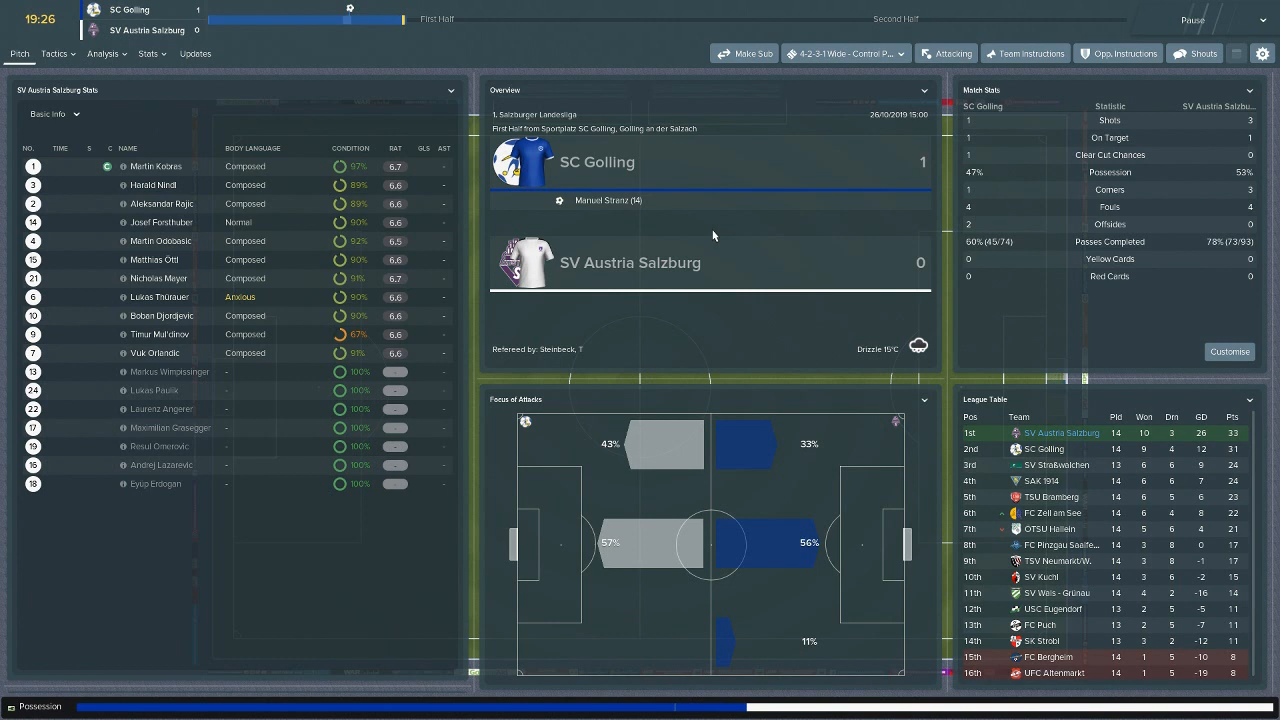 19:26
SC Golling 1
SV Austria Salzburg 0
First Half
Second Half
Pause
Pitch Tactics Analysis Stats Updates
Make Sub 4-2-3-1 Wide - Control P... Attacking Team Instructions Opp. Instructions Shouts
SV Austria Salzburg Stats
Basic Info
NO. TIME S C NAME BODY LANGUAGE CONDITION RAT GLS AST
1 C Martin Kobras Composed 97% 6.7 -
3 Harald Nindl Composed 89% 6.6 -
2 Aleksandar Rajic Composed 89% 6.6 -
14 Josef Forsthuber Normal 90% 6.6 -
4 Martin Odobasic Composed 92% 6.5 -
15 Matthias Öttl Composed 90% 6.6 -
21 Nicholas Mayer Composed 91% 6.7 -
6 Lukas Thürauer Anxious 90% 6.6 -
10 Boban Djordjevic Composed 90% 6.6 -
9 Timur Mul'dinov Composed 67% 6.6 -
7 Vuk Orlandic Composed 91% 6.6 -
13 Markus Wimpissinger - 100% - -
24 Lukas Paulik - 100% - -
22 Laurenz Angerer - 100% - -
17 Maximilian Grasegger - 100% - -
19 Resul Omerovic - 100% - -
16 Andrej Lazarevic - 100% - -
18 Eyüp Erdogan - 100% - -
Overview
1. Salzburger Landesliga 26/10/2019 15:00
First Half from Sportplatz SC Golling, Golling an der Salzach
SC Golling 1
Manuel Stranz (14)
SV Austria Salzburg 0
Refereed by: Steinbeck, T Drizzle 15°C
Focus of Attacks
43% 33%
57% 56%
11%
Match Stats
SC Golling Statistic SV Austria Salzbu...
1 Shots 3
1 On Target 1
1 Clear Cut Chances 0
47% Possession 53%
1 Corners 3
4 Fouls 4
2 Offsides 0
60% (45/74) Passes Completed 78% (73/93)
0 Yellow Cards 0
0 Red Cards 0
Customise
League Table
Pos Team Pld Won Drn GD Pts
1st SV Austria Salzburg 14 10 3 26 33
2nd SC Golling 14 9 4 12 31
3rd SV Straßwalchen 13 6 6 9 24
4th SAK 1914 14 6 6 7 24
5th TSU Bramberg 14 6 5 6 23
6th FC Zell am See 14 6 4 8 22
7th ÖTSU Hallein 14 5 6 4 21
8th FC Pinzgau Saalfe... 14 3 8 0 17
9th TSV Neumarkt/W. 14 3 8 -1 17
10th SV Kuchl 14 3 6 -2 15
11th SV Wals - Grünau 14 4 2 -16 14
12th USC Eugendorf 13 2 5 -5 11
13th FC Puch 14 2 5 -7 11
14th SK Strobl 14 3 2 -12 11
15th FC Bergheim 14 1 5 -10 8
16th UFC Altenmarkt 14 1 5 -19 8
Possession